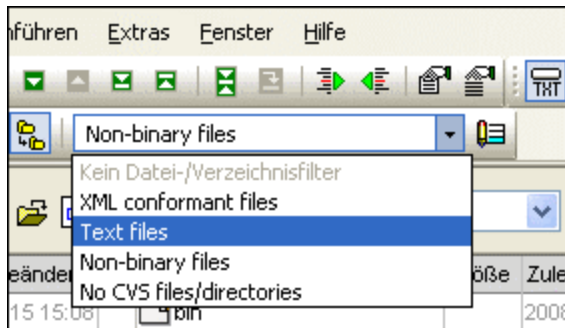 nführen Extras Fenster Hilfe
TXT
Non-binary files
Kein Datei-/Verzeichnisfilter
XML conformant files
Text files
Non-binary files
No CVS files/directories
eänder öße Zule
15 15:08 bin 2008